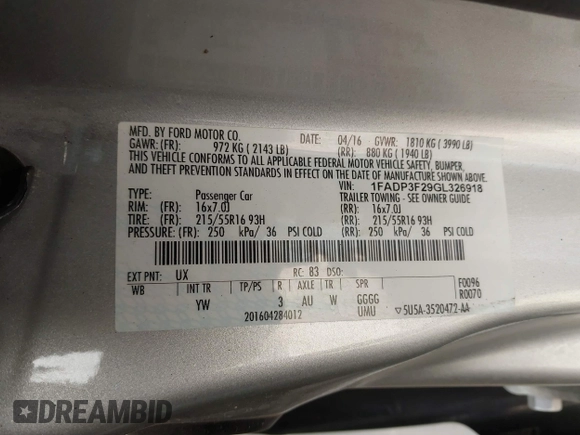 MFD. BY FORD MOTOR CO.
DATE: 04/16 GVWR: 1810 KG ( 3990 LB)
GAWR: (FR): 972 KG ( 2143 LB) (RR): 880 KG ( 1940 LB)
THIS VEHICLE CONFORMS TO ALL APPLICABLE FEDERAL MOTOR VEHICLE SAFETY, BUMPER,
AND THEFT PREVENTION STANDARDS IN EFFECT ON THE DATE OF MANUFACTURE SHOWN ABOVE.
VIN: 1FADP3F29GL326918
TYPE: Passenger Car TRAILER TOWING - SEE OWNER GUIDE
RIM: (FR): 16x7.0J (RR): 16x7.0J
TIRE: (FR): 215/55R16 93H (RR): 215/55R16 93H
PRESSURE: (FR): 250 kPa/ 36 PSI COLD (RR): 250 kPa/ 36 PSI COLD
EXT PNT: UX RC: 83 DSO: F0096
WB INT TR TP/PS R AXLE TR SPR R0070
YW 3 AU W GGGG
201604284012 UMU ▽5U5A-3520472-AA
DREAMBID